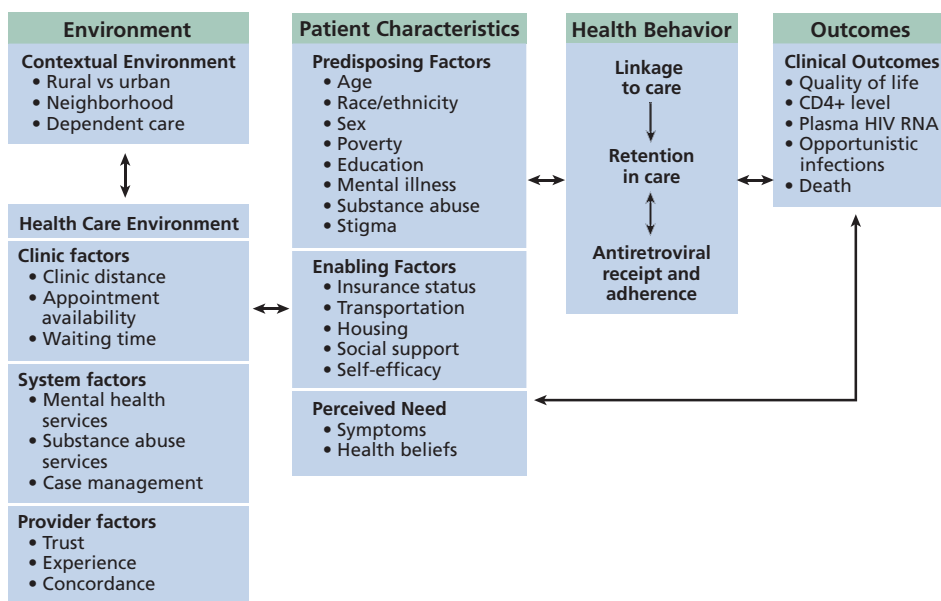 Environment
Contextual Environment
• Rural vs urban
• Neighborhood
• Dependent care
Health Care Environment
Clinic factors
• Clinic distance
• Appointment
availability
• Waiting time
System factors
• Mental health
services
• Substance abuse
services
• Case management
Provider factors
• Trust
• Experience
• Concordance
Patient Characteristics
Predisposing Factors
• Age
• Race/ethnicity
• Sex
• Poverty
• Education
• Mental illness
• Substance abuse
• Stigma
Enabling Factors
• Insurance status
• Transportation
• Housing
• Social support
• Self-efficacy
Perceived Need
• Symptoms
• Health beliefs
Health Behavior
Linkage
to care
Retention
in care
Antiretroviral
receipt and
adherence
Outcomes
Clinical Outcomes
• Quality of life
• CD4+ level
• Plasma HIV RNA
• Opportunistic
infections
• Death